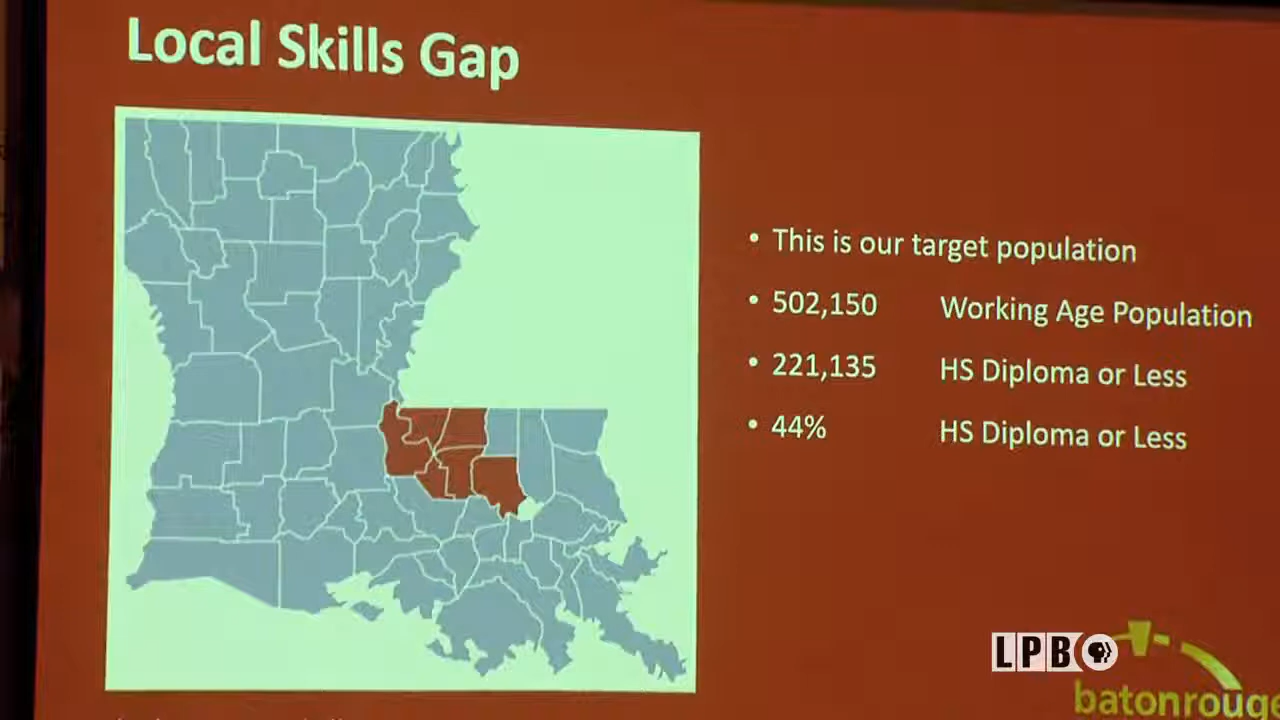 Local Skills Gap
• This is our target population
• 502,150 Working Age Population
• 221,135 HS Diploma or Less
• 44% HS Diploma or Less
LPB
batonrouge